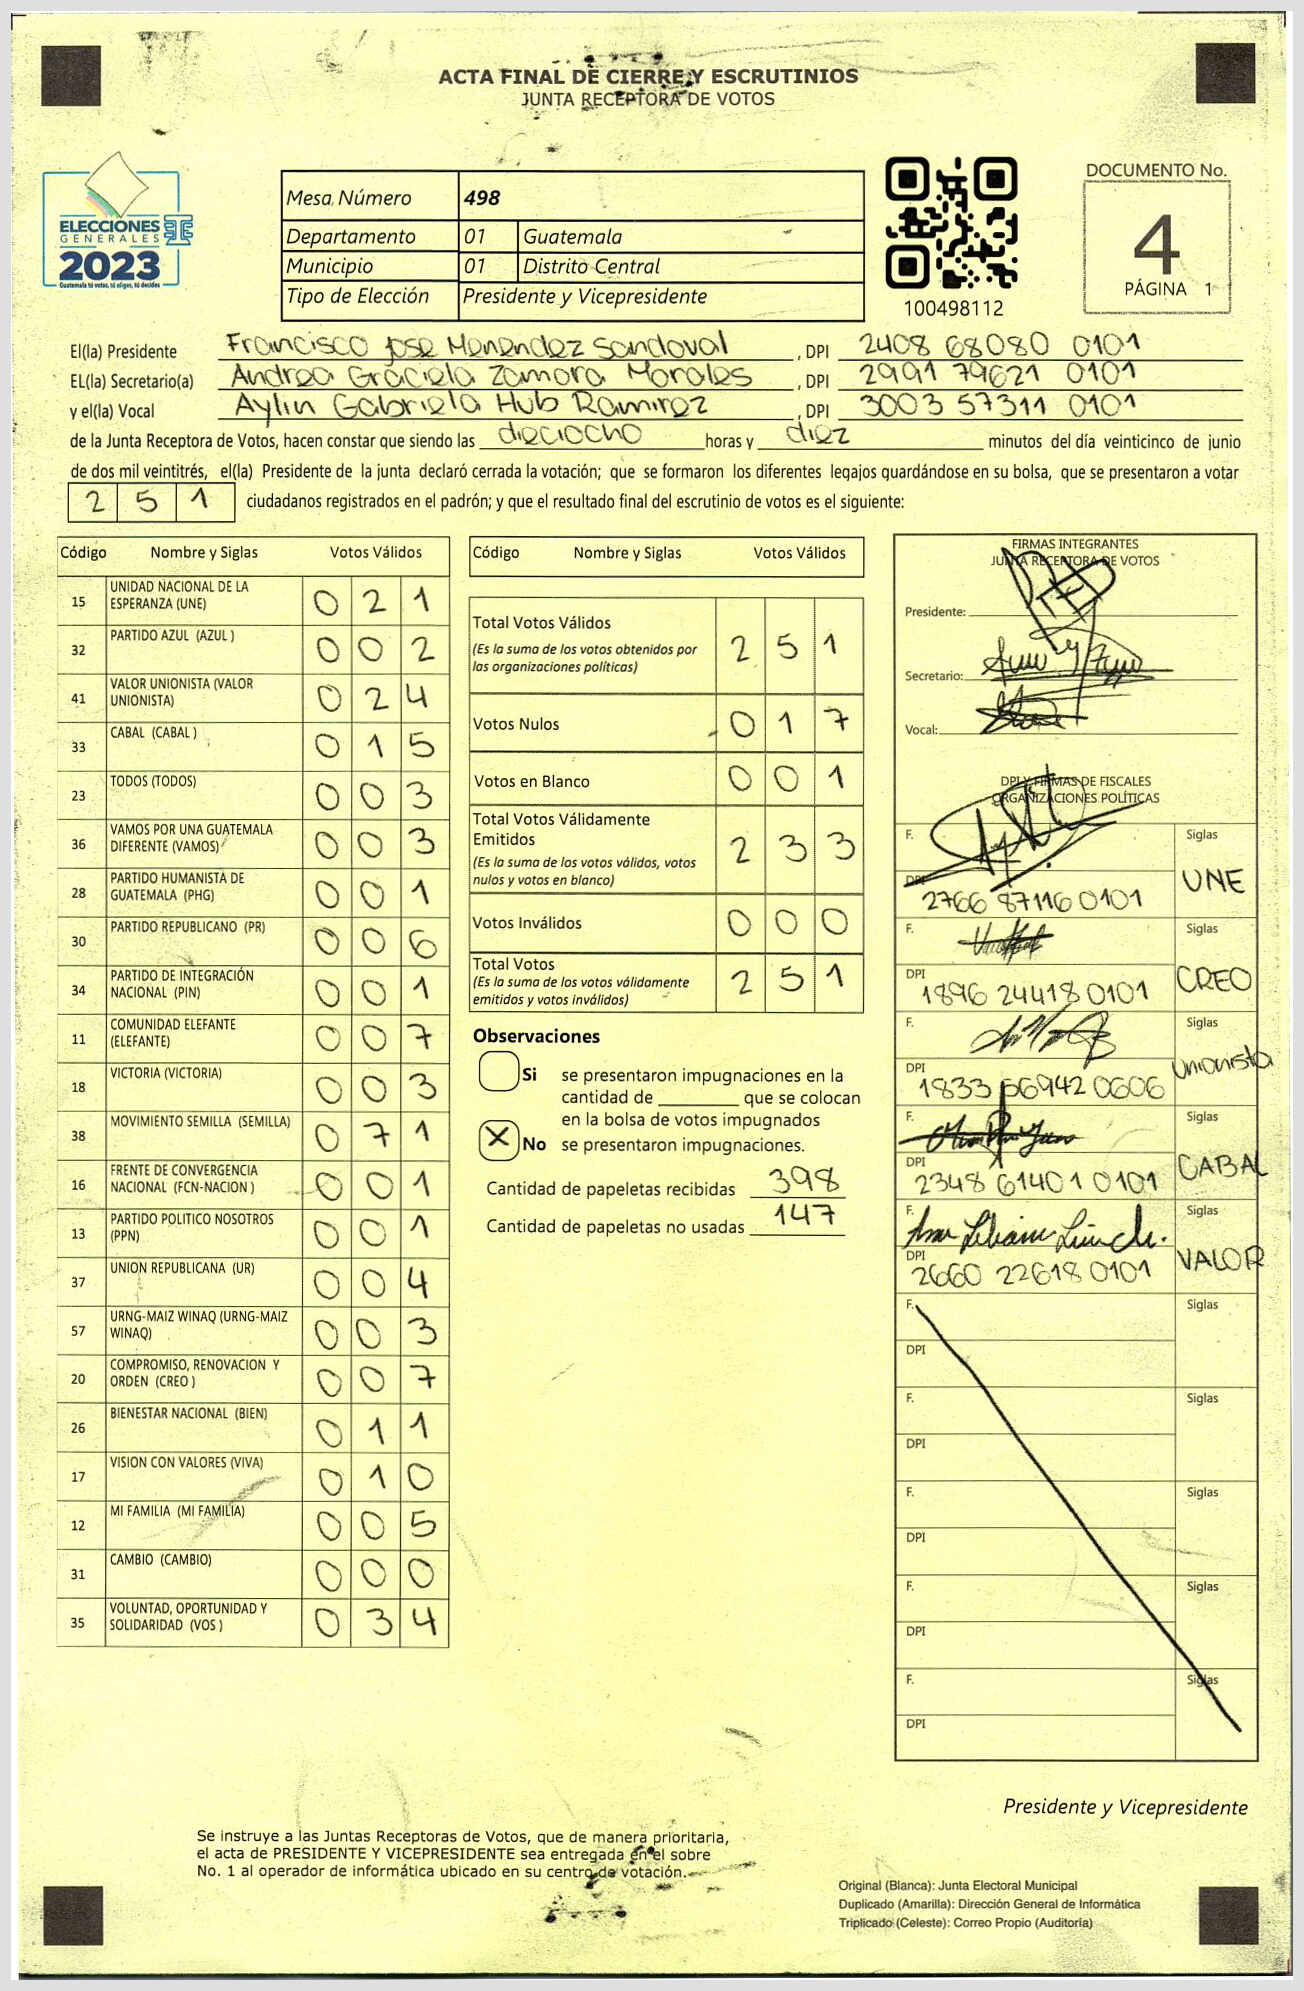 ACTA FINAL DE CIERRE Y ESCRUTINIOS
JUNTA RECEPTORA DE VOTOS
ELECCIONES
GENERALES
2023
Guatemala tú votas, tú eliges, tú decides
Mesa Número 498
Departamento 01 Guatemala
Municipio 01 Distrito Central
Tipo de Elección Presidente y Vicepresidente
100498112
DOCUMENTO No.
4
PÁGINA 1
El(la) Presidente Francisco Jose Menendez Sandoval , DPI 2408 68080 0101
EL(la) Secretario(a) Andrea Graciela Zamora Morales , DPI 2991 79621 0101
y el(la) Vocal Aylin Gabriela Hub Ramirez , DPI 3003 57311 0101
de la Junta Receptora de Votos, hacen constar que siendo las dieciocho horas y diez minutos del día veinticinco de junio
de dos mil veintitrés, el(la) Presidente de la junta declaró cerrada la votación; que se formaron los diferentes legajos guardándose en su bolsa, que se presentaron a votar
2 5 1 ciudadanos registrados en el padrón; y que el resultado final del escrutinio de votos es el siguiente:
Código Nombre y Siglas Votos Válidos
15 UNIDAD NACIONAL DE LA
ESPERANZA (UNE) 0 2 1
32 PARTIDO AZUL (AZUL ) 0 0 2
41 VALOR UNIONISTA (VALOR
UNIONISTA) 0 2 4
33 CABAL (CABAL ) 0 1 5
23 TODOS (TODOS) 0 0 3
36 VAMOS POR UNA GUATEMALA
DIFERENTE (VAMOS) 0 0 3
28 PARTIDO HUMANISTA DE
GUATEMALA (PHG) 0 0 1
30 PARTIDO REPUBLICANO (PR) 0 0 6
34 PARTIDO DE INTEGRACIÓN
NACIONAL (PIN) 0 0 1
11 COMUNIDAD ELEFANTE
(ELEFANTE) 0 0 7
18 VICTORIA (VICTORIA) 0 0 3
38 MOVIMIENTO SEMILLA (SEMILLA) 0 7 1
16 FRENTE DE CONVERGENCIA
NACIONAL (FCN-NACION ) 0 0 1
13 PARTIDO POLITICO NOSOTROS
(PPN) 0 0 1
37 UNION REPUBLICANA (UR) 0 0 4
57 URNG-MAIZ WINAQ (URNG-MAIZ
WINAQ) 0 0 3
20 COMPROMISO, RENOVACION Y
ORDEN (CREO ) 0 0 7
26 BIENESTAR NACIONAL (BIEN) 0 1 1
17 VISION CON VALORES (VIVA) 0 1 0
12 MI FAMILIA (MI FAMILIA) 0 0 5
31 CAMBIO (CAMBIO) 0 0 0
35 VOLUNTAD, OPORTUNIDAD Y
SOLIDARIDAD (VOS ) 0 3 4
Código Nombre y Siglas Votos Válidos
Total Votos Válidos 2 5 1
(Es la suma de los votos obtenidos por
las organizaciones políticas)
Votos Nulos 0 1 7
Votos en Blanco 0 0 1
Total Votos Válidamente
Emitidos 2 3 3
(Es la suma de los votos válidos, votos
nulos y votos en blanco)
Votos Inválidos 0 0 0
Total Votos 2 5 1
(Es la suma de los votos válidamente
emitidos y votos inválidos)
Observaciones
Si se presentaron impugnaciones en la
cantidad de ________ que se colocan
en la bolsa de votos impugnados
X No se presentaron impugnaciones.
Cantidad de papeletas recibidas 398
Cantidad de papeletas no usadas 147
FIRMAS INTEGRANTES
JUNTA RECEPTORA DE VOTOS
Presidente:
Secretario:
Vocal:
DPI Y FIRMAS DE FISCALES
ORGANIZACIONES POLÍTICAS
F. Siglas
DPI 2766 87116 0101 UNE
F. Siglas
DPI 1896 24418 0101 CREO
F. Siglas
DPI 1833 56942 0606 Unionista
F. Siglas
DPI 2348 61401 0101 CABAL
F. Siglas
DPI 2660 22618 0101 VALOR
F. Siglas
DPI
F. Siglas
DPI
F. Siglas
DPI
F. Siglas
DPI
F. Siglas
DPI
Presidente y Vicepresidente
Se instruye a las Juntas Receptoras de Votos, que de manera prioritaria,
el acta de PRESIDENTE Y VICEPRESIDENTE sea entregada en el sobre
No. 1 al operador de informática ubicado en su centro de votación.
Original (Blanca): Junta Electoral Municipal
Duplicado (Amarilla): Dirección General de Informática
Triplicado (Celeste): Correo Propio (Auditoría)